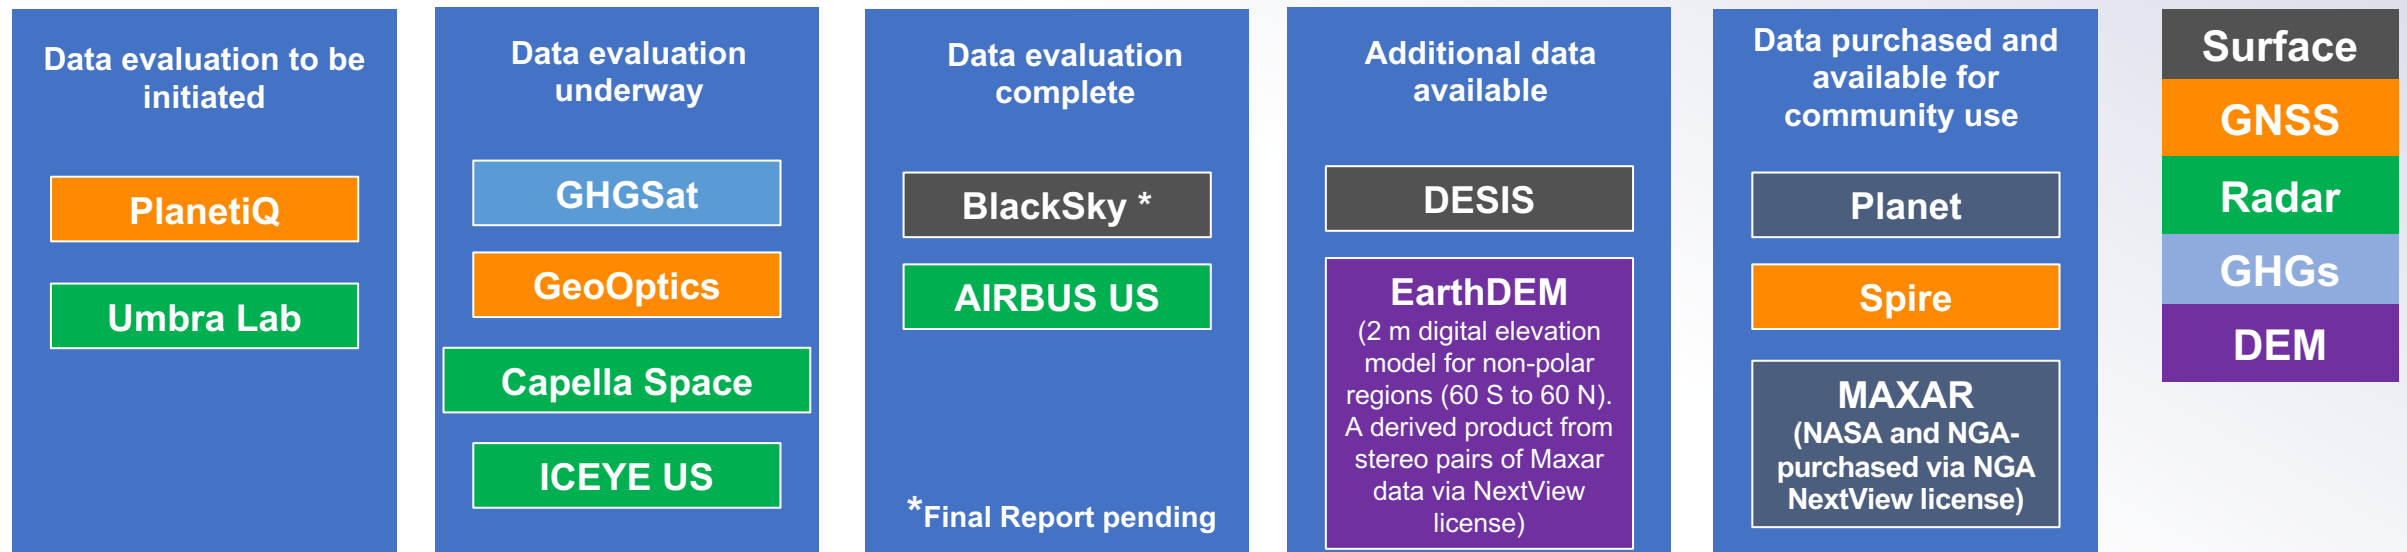 Data evaluation to be
initiated
PlanetiQ
Umbra Lab
Data evaluation
underway
GHGSat
GeoOptics
Capella Space
ICEYE US
Data evaluation
complete
BlackSky *
AIRBUS US
*Final Report pending
Additional data
available
DESIS
EarthDEM
(2 m digital elevation
model for non-polar
regions (60 S to 60 N).
A derived product from
stereo pairs of Maxar
data via NextView
license)
Data purchased and
available for
community use
Planet
Spire
MAXAR
(NASA and NGA-
purchased via NGA
NextView license)
Surface
GNSS
Radar
GHGs
DEM